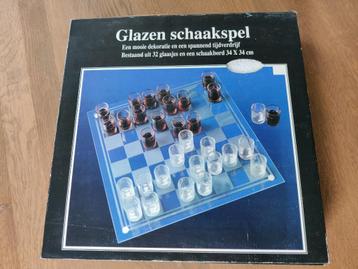 Glazen schaakspel
Een mooie dekoratie en een spannend tijdverdrijf
Bestaand uit 32 glaasjes en een schaakbord 34 X 34 cm